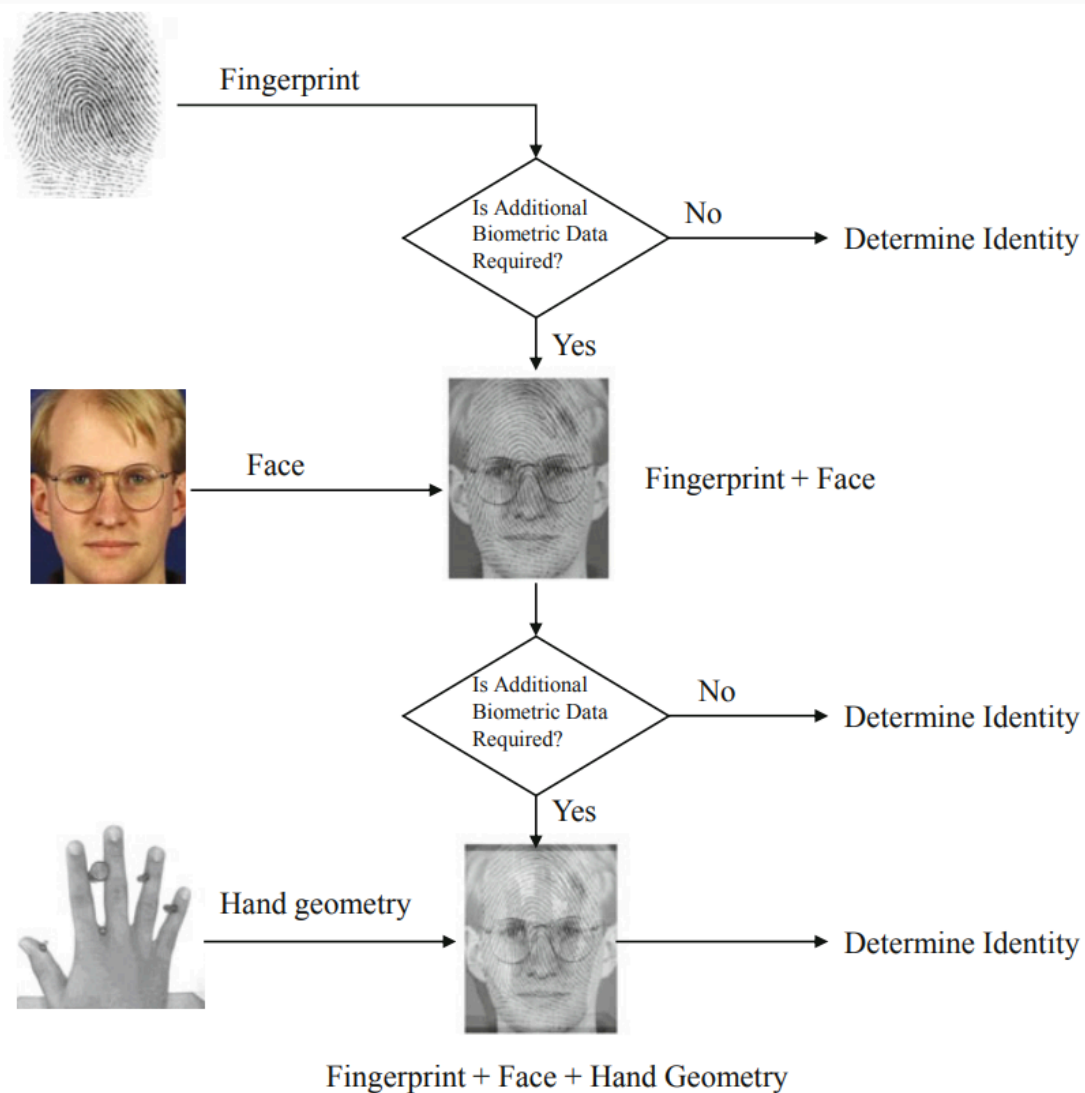 Fingerprint
Is Additional
Biometric Data
Required?
No
Determine Identity
Yes
Face
Fingerprint + Face
Is Additional
Biometric Data
Required?
No
Determine Identity
Yes
Hand geometry
Determine Identity
Fingerprint + Face + Hand Geometry